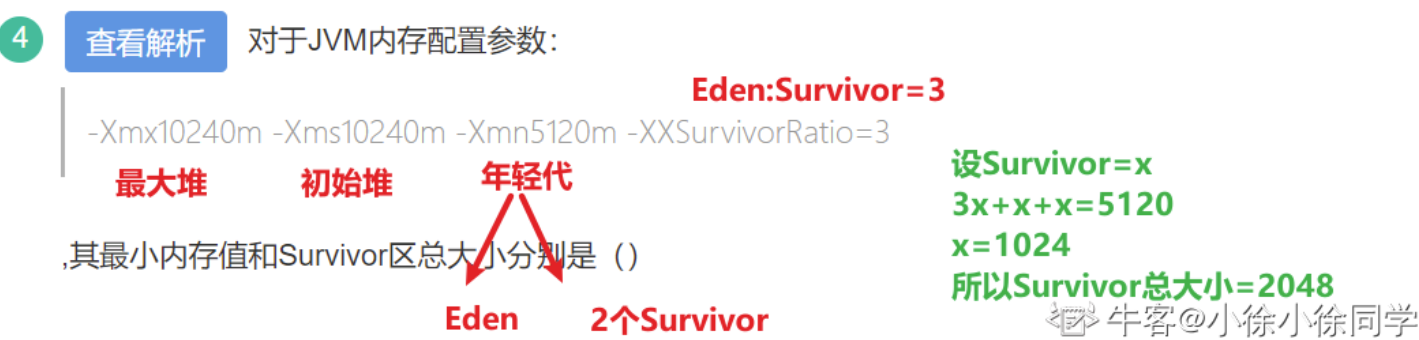 4 查看解析 对于JVM内存配置参数：
Eden:Survivor=3
-Xmx10240m -Xms10240m -Xmn5120m -XXSurvivorRatio=3
最大堆 初始堆 年轻代
设Survivor=x
3x+x+x=5120
x=1024
所以Survivor总大小=2048
,其最小内存值和Survivor区总大小分别是（）
Eden 2个Survivor
牛客@小徐小徐同学